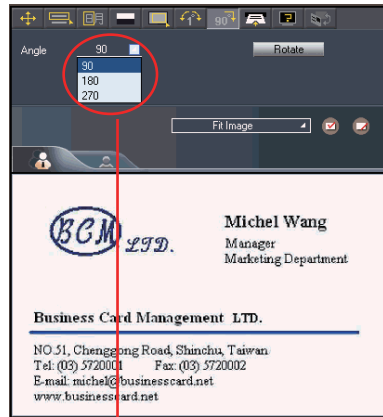 90
Angle 90 Rotate
90
180
270
Fit Image
BCM LTD.
Michel Wang
Manager
Marketing Department
Business Card Management LTD.
NO.51, Chenggong Road, Shinchu, Taiwan
Tel: (03) 5720001 Fax: (03) 5720002
E-mail: michel@businesscard.net
www.businesscard.net